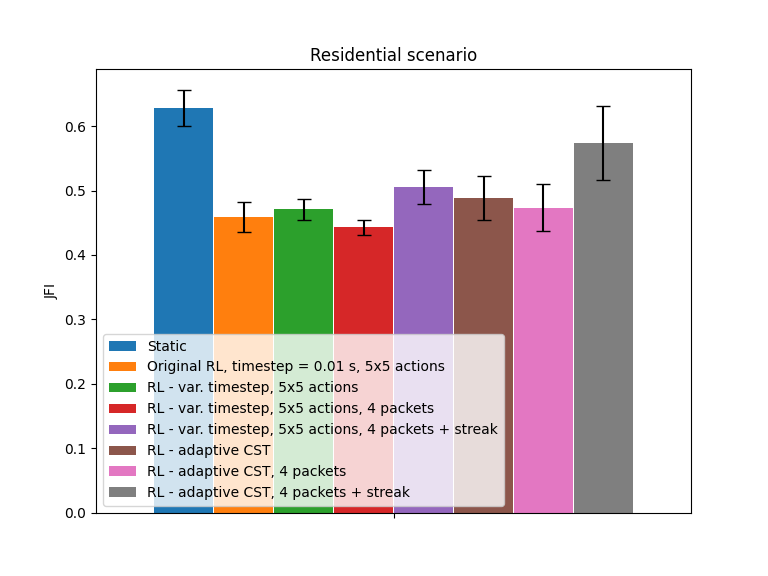 Residential scenario
JFI
0.6
0.5
0.4
0.3
0.2
0.1
0.0
Static
Original RL, timestep = 0.01 s, 5x5 actions
RL - var. timestep, 5x5 actions
RL - var. timestep, 5x5 actions, 4 packets
RL - var. timestep, 5x5 actions, 4 packets + streak
RL - adaptive CST
RL - adaptive CST, 4 packets
RL - adaptive CST, 4 packets + streak